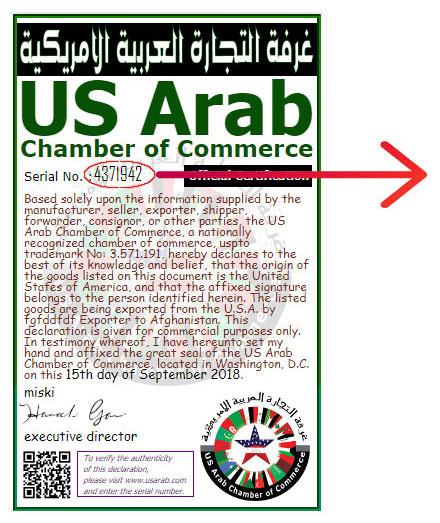 غرفة التجارة العربية الامريكية
US Arab
Chamber of Commerce
Serial No. : 4371942
Official Certification
Based solely upon the information supplied by the
manufacturer, seller, exporter, shipper,
forwarder, consignor, or other parties, the US
Arab Chamber of Commerce, a nationally
recognized chamber of commerce, uspto
trademark No: 3.571.191, hereby declares to the
best of its knowledge and belief, that the origin of
the goods listed on this document is the United
States of America, and that the affixed signature
belongs to the person identified herein. The listed
goods are being exported from the U.S.A. by
fgfddfdf Exporter to Afghanistan. This
declaration is given for commercial purposes only.
In testimony whereof, I have hereunto set my
hand and affixed the great seal of the US Arab
Chamber of Commerce, located in Washington, D.C.
on this 15th day of September 2018.
miski
executive director
To verify the authenticity
of this declaration,
please visit www.usarab.com
and enter the serial number.
غرفة التجارة العربية الامريكية
US Arab Chamber of Commerce